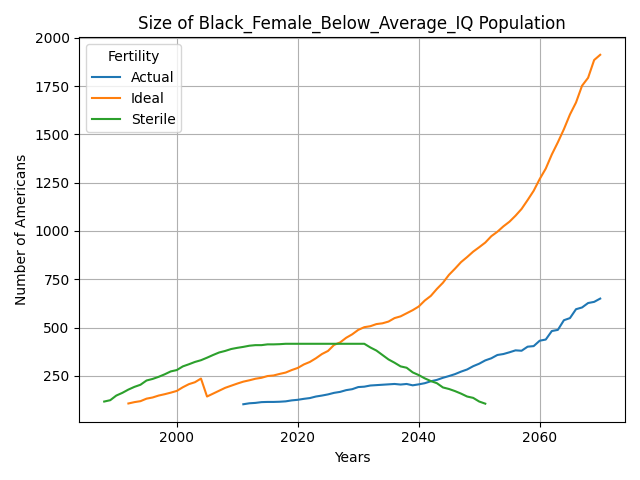 Size of Black_Female_Below_Average_IQ Population
Number of Americans
2000
1750
1500
1250
1000
750
500
250
Fertility
Actual
Ideal
Sterile
2000
2020
2040
2060
Years